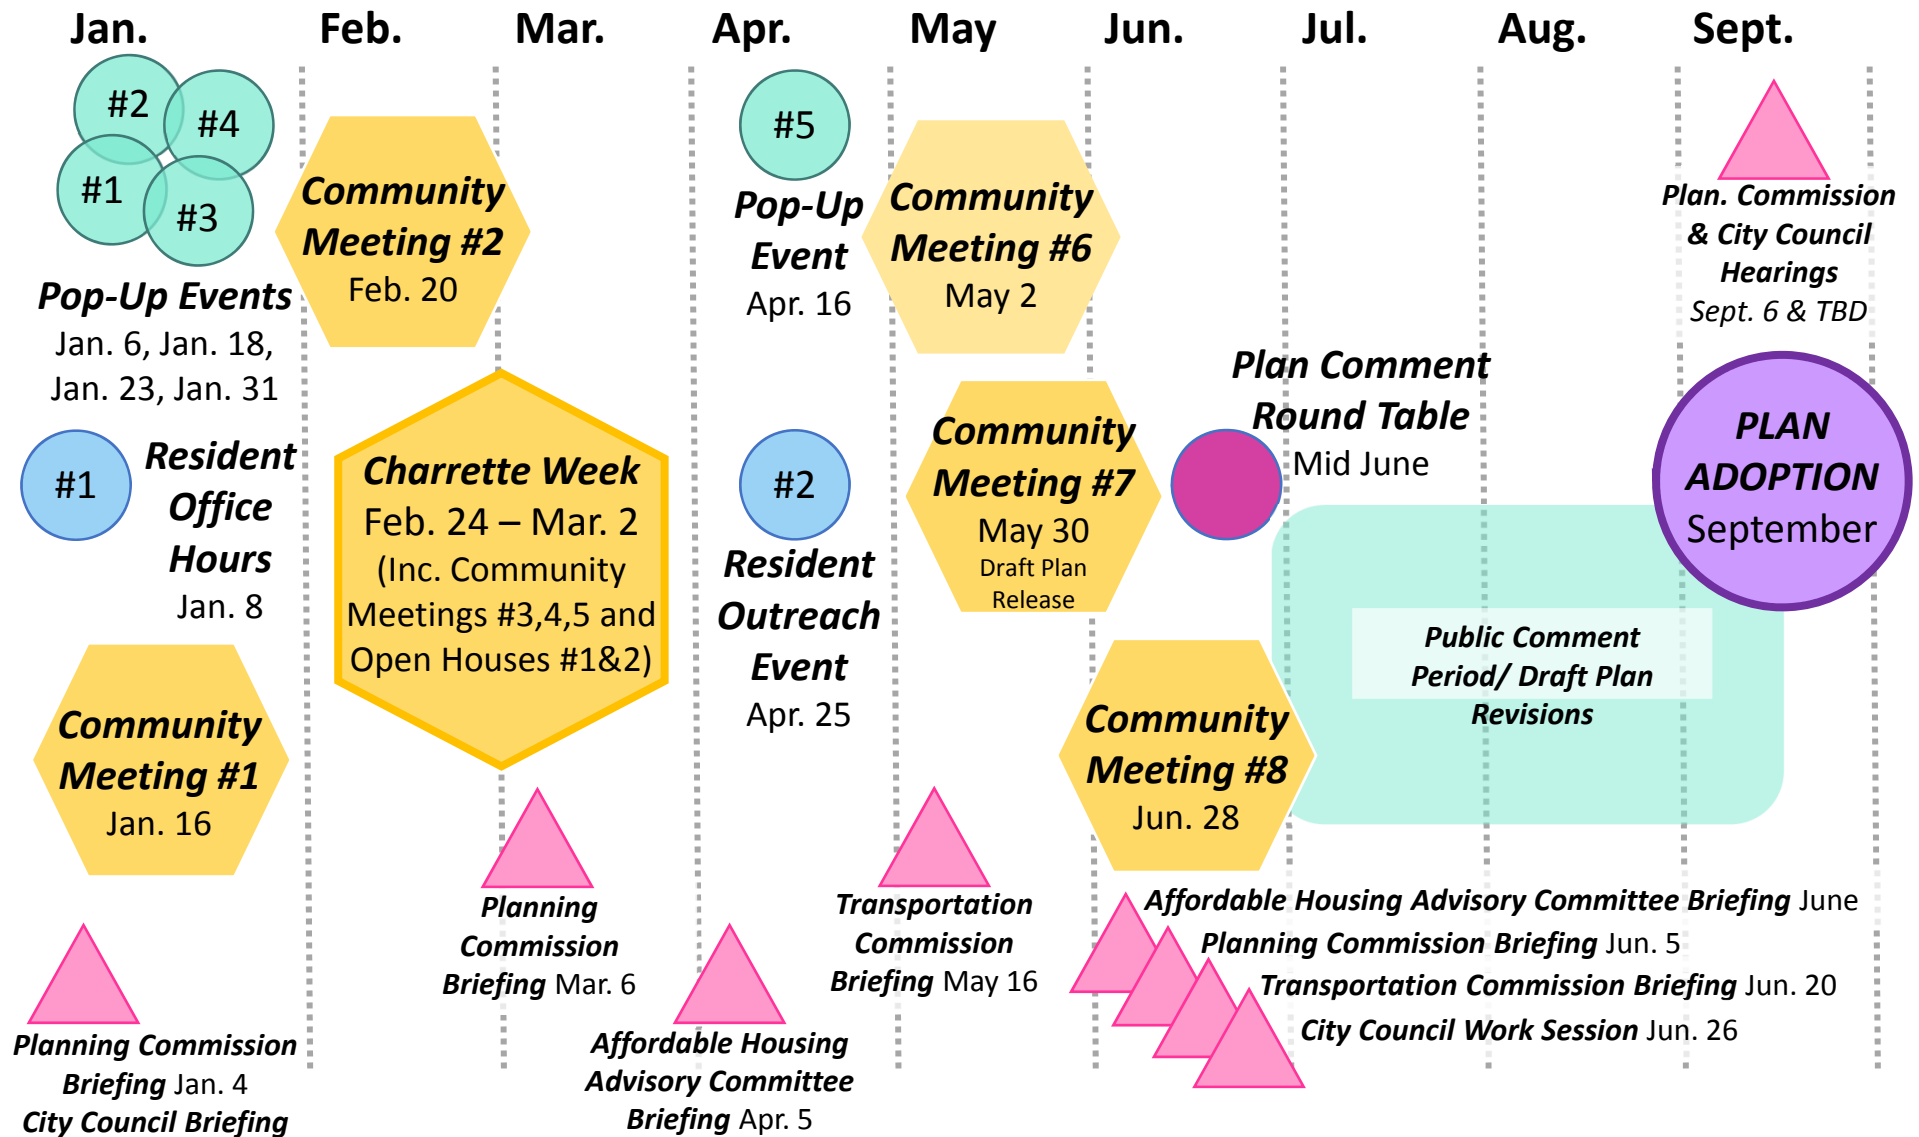 Jan.
Feb.
Mar.
Apr.
May
Jun.
Jul.
Aug.
Sept.
#2
#4
#1
#3
Pop-Up Events
Jan. 6, Jan. 18,
Jan. 23, Jan. 31
#1
Resident
Office
Hours
Jan. 8
Community
Meeting #1
Jan. 16
Planning Commission
Briefing Jan. 4
City Council Briefing
Community
Meeting #2
Feb. 20
Charrette Week
Feb. 24 – Mar. 2
(Inc. Community
Meetings #3,4,5 and
Open Houses #1&2)
Planning
Commission
Briefing Mar. 6
#5
Pop-Up
Event
Apr. 16
#2
Resident
Outreach
Event
Apr. 25
Affordable Housing
Advisory Committee
Briefing Apr. 5
Community
Meeting #6
May 2
Community
Meeting #7
May 30
Draft Plan
Release
Transportation
Commission
Briefing May 16
Plan Comment
Round Table
Mid June
Community
Meeting #8
Jun. 28
Affordable Housing Advisory Committee Briefing June
Planning Commission Briefing Jun. 5
Transportation Commission Briefing Jun. 20
City Council Work Session Jun. 26
Public Comment
Period/ Draft Plan
Revisions
Plan. Commission
& City Council
Hearings
Sept. 6 & TBD
PLAN
ADOPTION
September